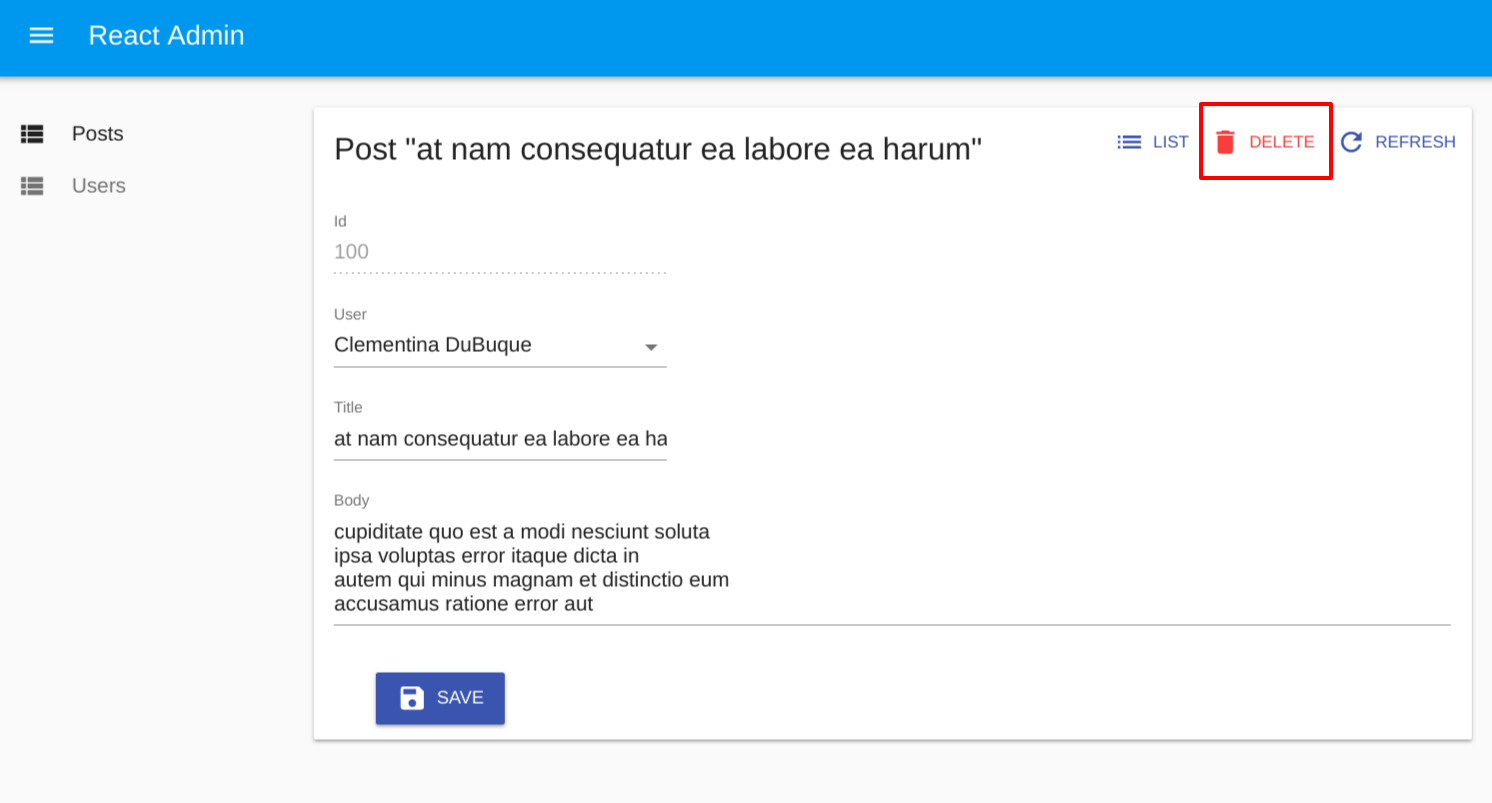 React Admin
Posts
Users
Post "at nam consequatur ea labore ea harum"
LIST
DELETE
REFRESH
Id
100
User
Clementina DuBuque
Title
at nam consequatur ea labore ea ha
Body
cupiditate quo est a modi nesciunt soluta
ipsa voluptas error itaque dicta in
autem qui minus magnam et distinctio eum
accusamus ratione error aut
SAVE